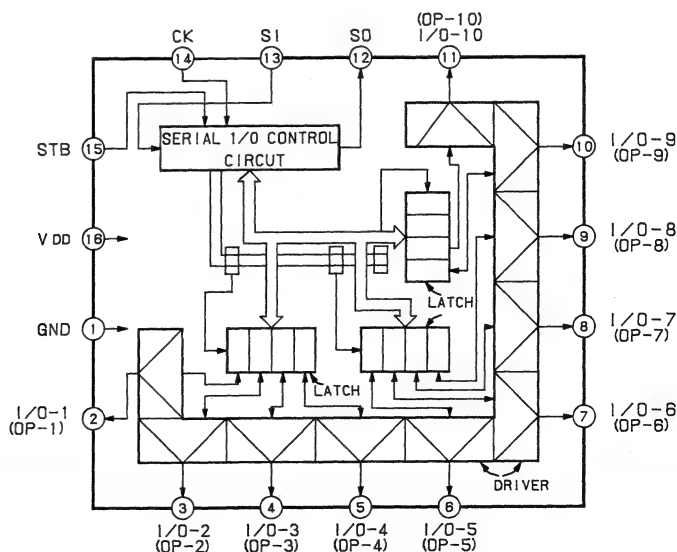 (OP-10)
CK SI SO I/O-10
14 13 12 11
SERIAL I/O CONTROL
CIRCUT
STB 15
10 I/O-9
(OP-9)
VDD 16
9 I/O-8
(OP-8)
LATCH
GND 1
8 I/O-7
(OP-7)
LATCH
I/O-1 2
(OP-1)
7 I/O-6
(OP-6)
DRIVER
3 4 5 6
I/O-2 I/O-3 I/O-4 I/O-5
(OP-2) (OP-3) (OP-4) (OP-5)